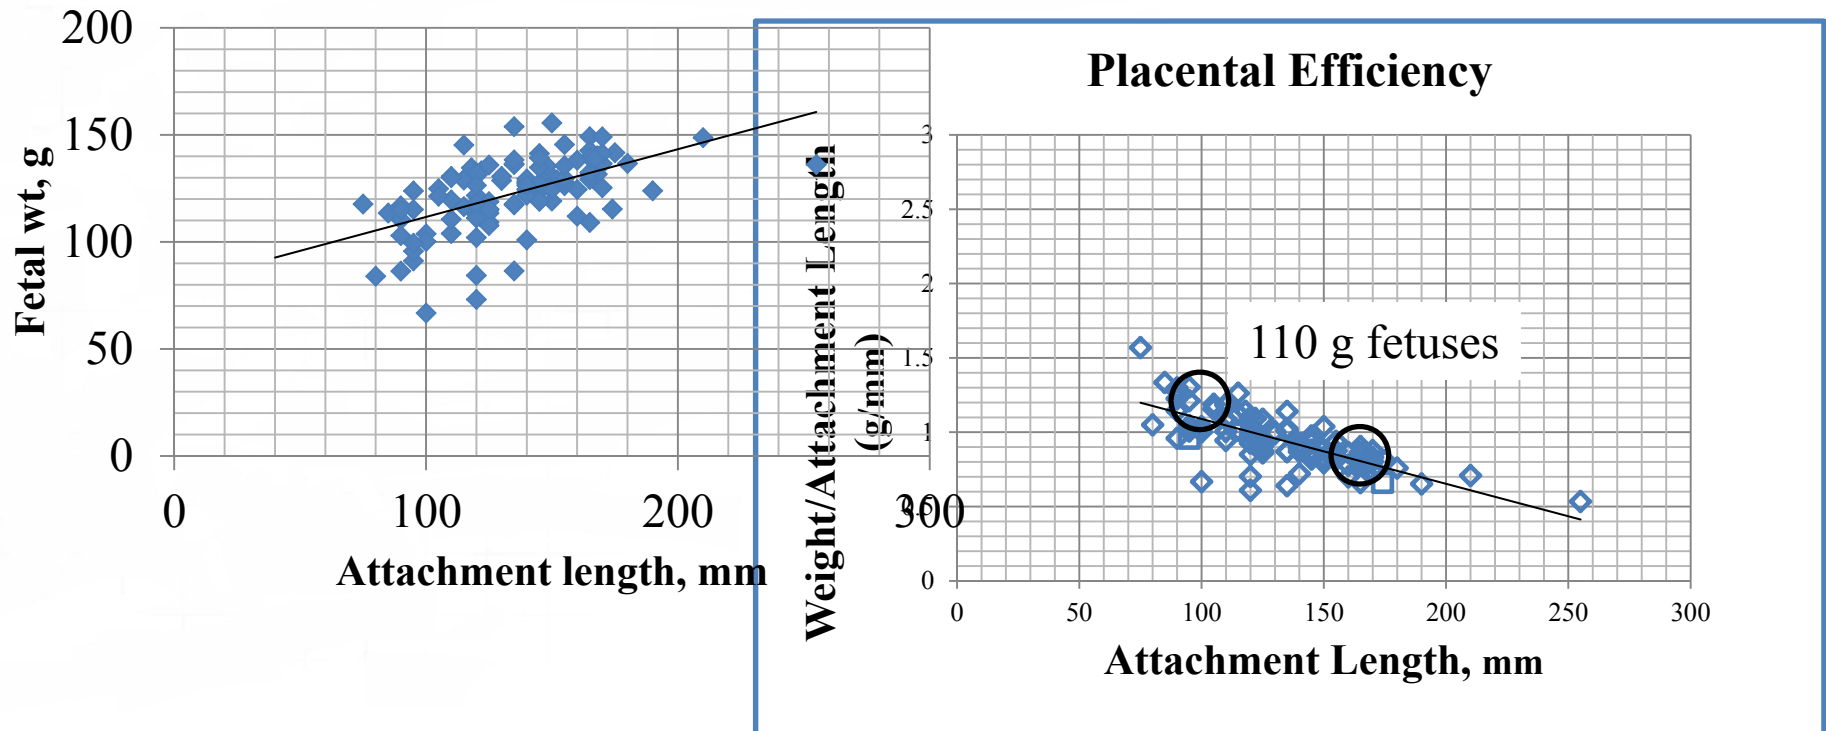 200
150
100
50
0
Fetal wt, g
0 100 200 300
Attachment length, mm
Placental Efficiency
Weight/Attachment Length
(g/mm)
3
2.5
2
1.5
1
0.5
0
110 g fetuses
0 50 100 150 200 250 300
Attachment Length, mm